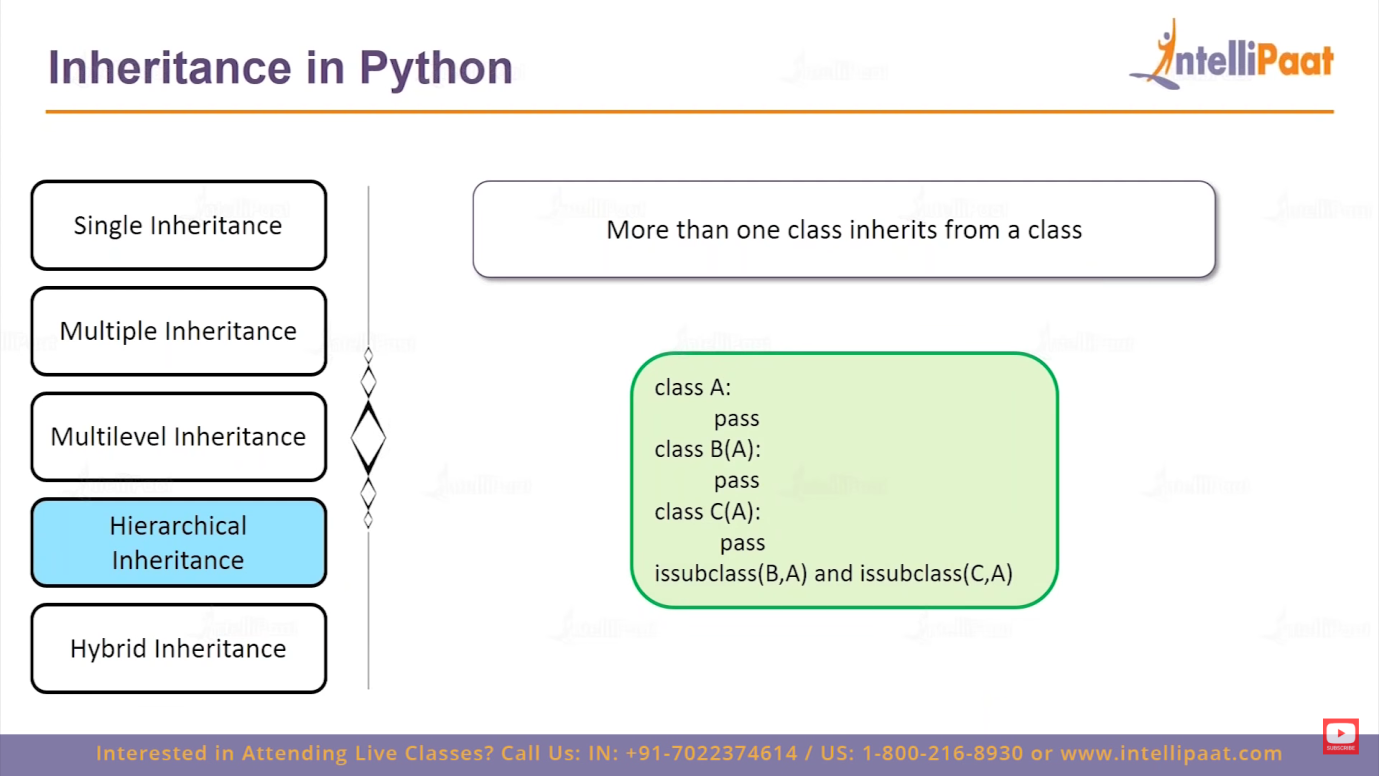 Inheritance in Python
IntelliPaat
Single Inheritance
Multiple Inheritance
Multilevel Inheritance
Hierarchical
Inheritance
Hybrid Inheritance
More than one class inherits from a class
class A:
pass
class B(A):
pass
class C(A):
pass
issubclass(B,A) and issubclass(C,A)
SUBSCRIBE
Interested in Attending Live Classes? Call Us: IN: +91-7022374614 / US: 1-800-216-8930 or www.intellipaat.com